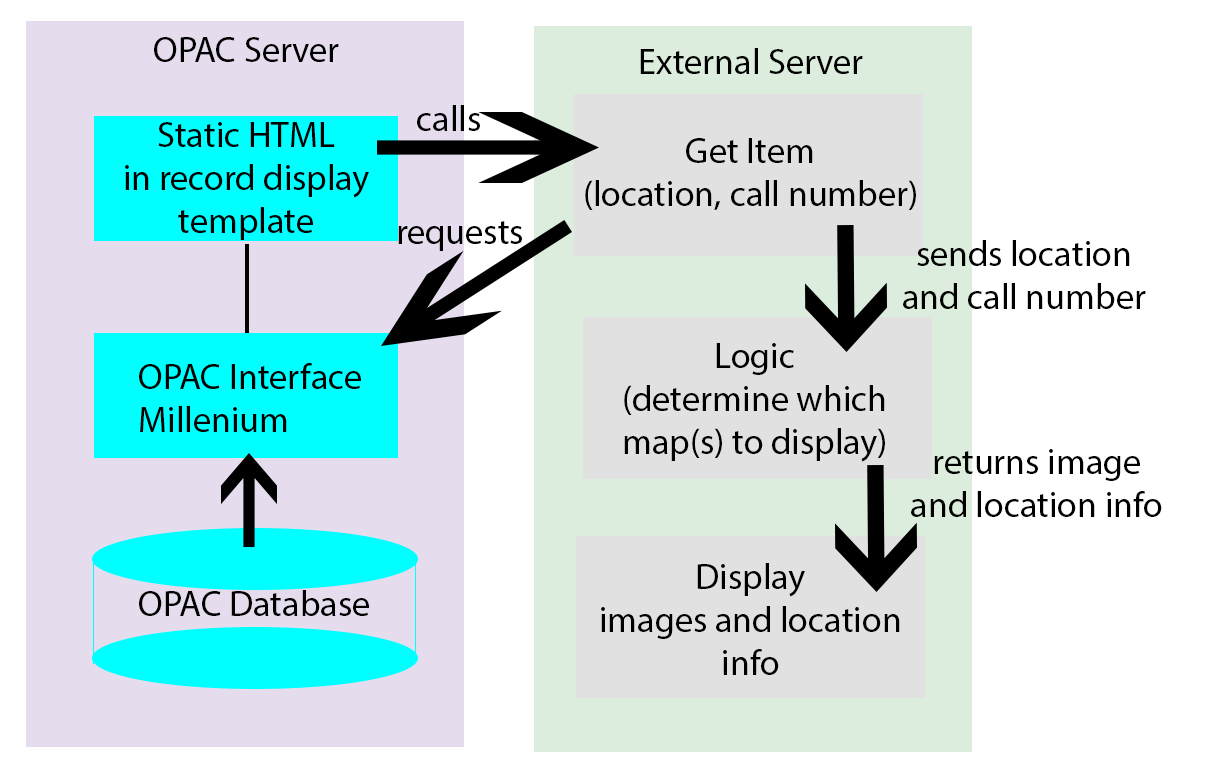 OPAC Server
Static HTML
in record display
template
OPAC Interface
Millenium
OPAC Database
calls
requests
External Server
Get Item
(location, call number)
sends location
and call number
Logic
(determine which
map(s) to display)
returns image
and location info
Display
images and location
info